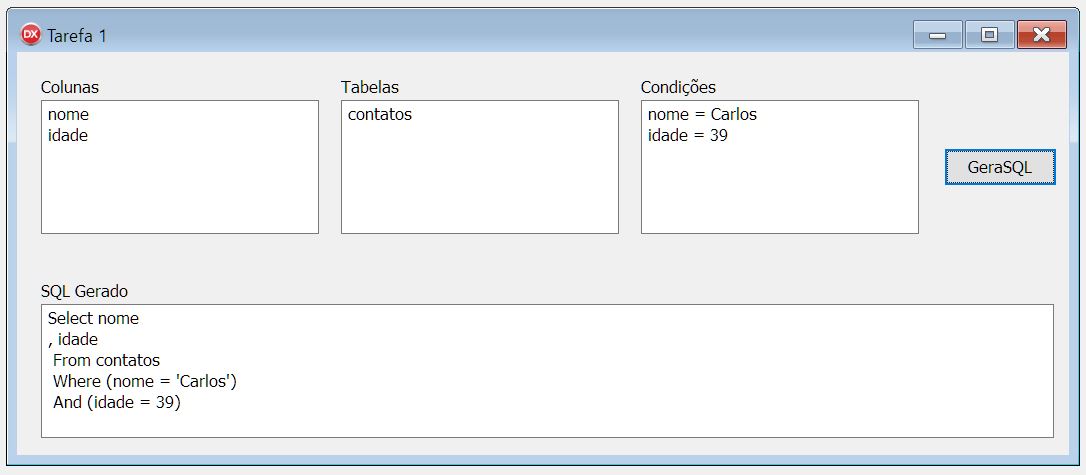 DX Tarefa 1
Colunas
nome
idade
Tabelas
contatos
Condições
nome = Carlos
idade = 39
GeraSQL
SQL Gerado
Select nome
, idade
From contatos
Where (nome = 'Carlos')
And (idade = 39)